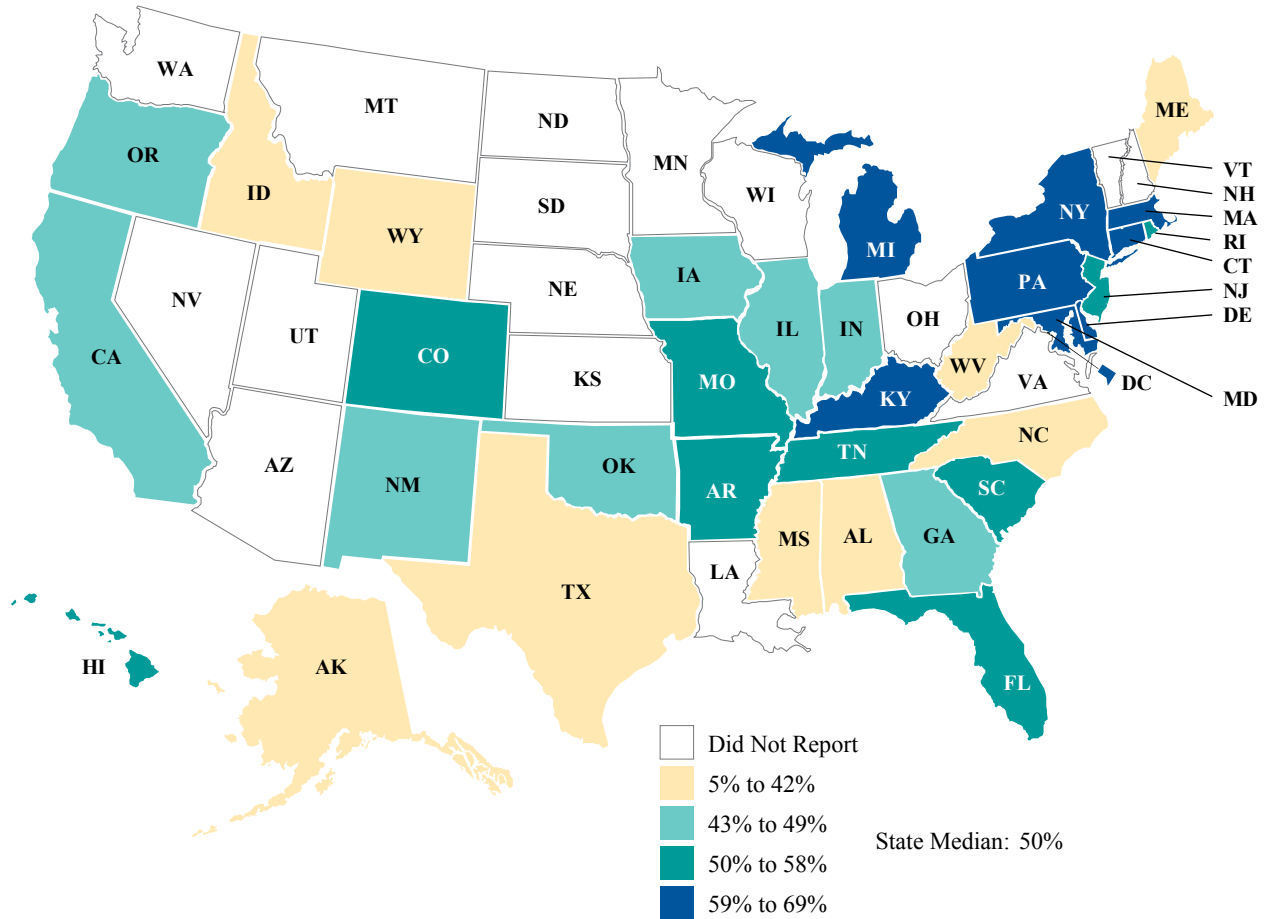 WA
MT
ND
MN
ME
OR
ID
SD
WI
VT
NH
NY
MA
WY
MI
RI
CT
IA
NE
PA
NJ
NV
DE
UT
IL
IN
OH
CA
CO
WV
KS
MO
VA
DC
KY
MD
NC
TN
AZ
OK
NM
AR
SC
MS
AL
GA
LA
TX
HI
AK
FL
Did Not Report
5% to 42%
43% to 49%
State Median: 50%
50% to 58%
59% to 69%